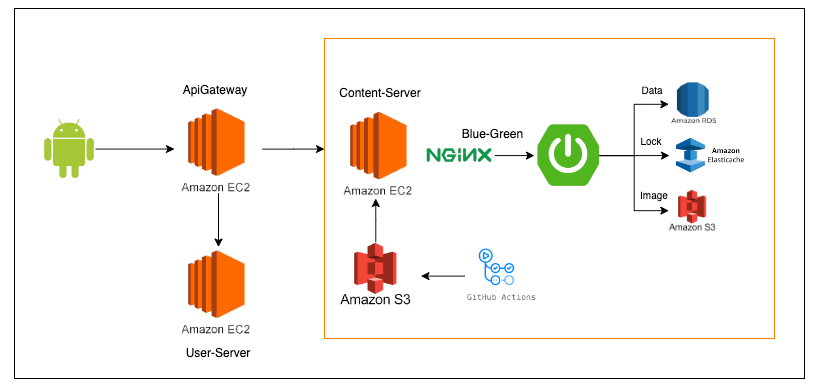 ApiGateway
Amazon EC2
Amazon EC2
User-Server
Content-Server
Amazon EC2
NGiNX
Blue-Green
Data
Amazon RDS
Lock
Amazon
Elasticache
Image
Amazon S3
Amazon S3
GitHub Actions